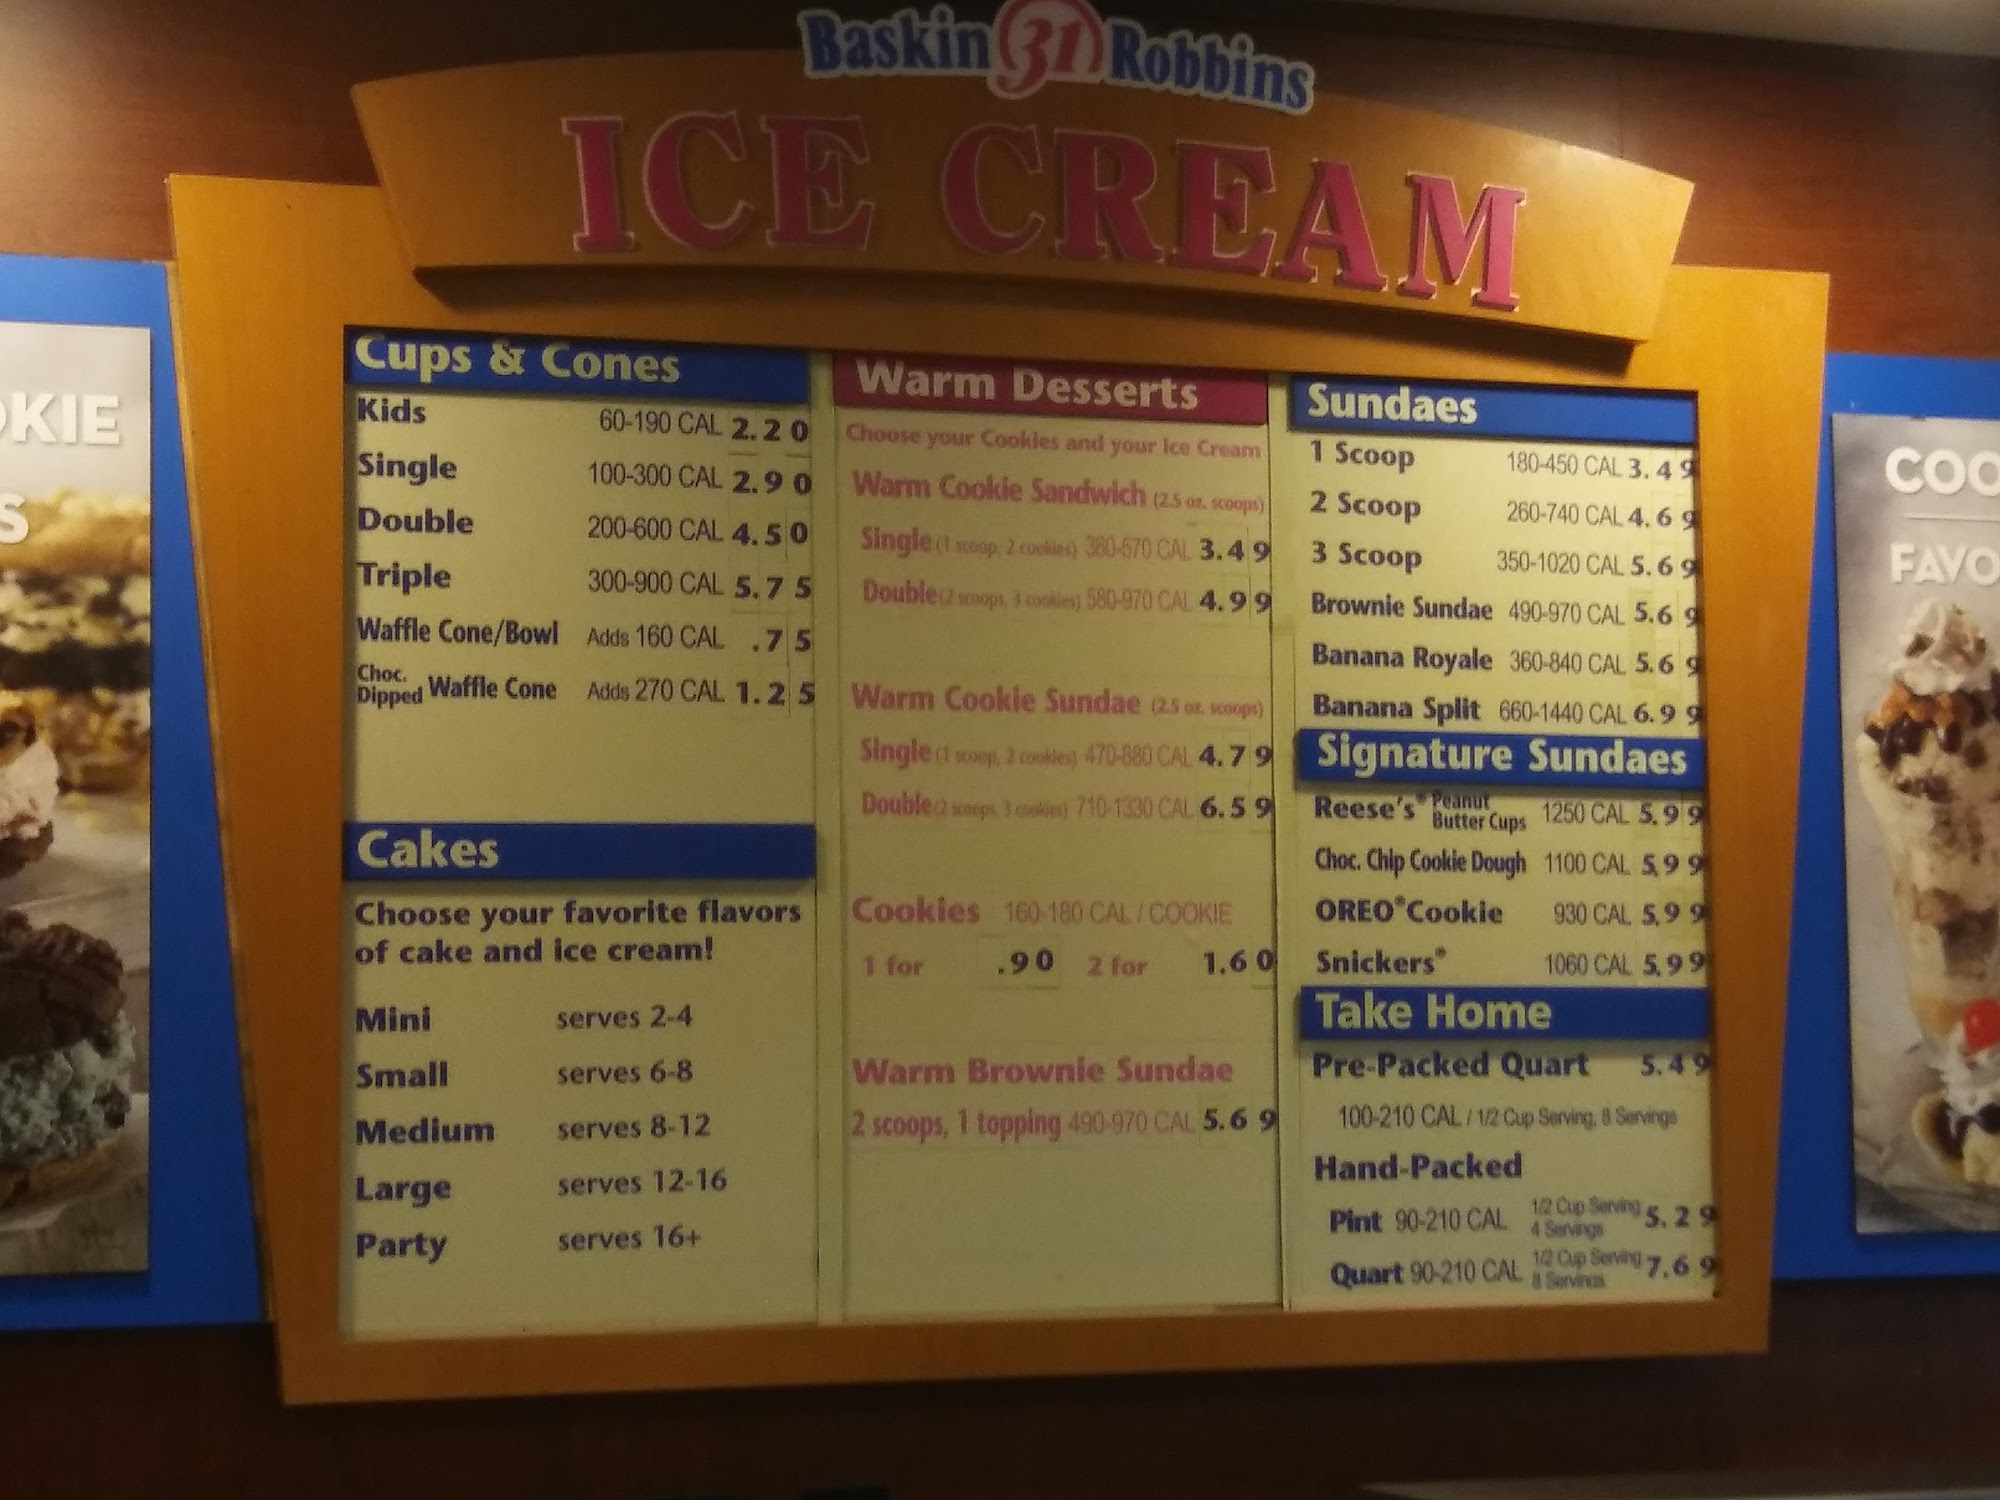 Baskin 31 Robbins
ICE CREAM
Cups & Cones
Kids 60-190 CAL 2.20
Single 100-300 CAL 2.90
Double 200-600 CAL 4.50
Triple 300-900 CAL 5.75
Waffle Cone/Bowl Adds 160 CAL .75
Choc. Dipped Waffle Cone Adds 270 CAL 1.25
Cakes
Choose your favorite flavors
of cake and ice cream!
Mini serves 2-4
Small serves 6-8
Medium serves 8-12
Large serves 12-16
Party serves 16+
Warm Desserts
Choose your Cookies and your Ice Cream
Warm Cookie Sandwich (2.5 oz. scoops)
Single (1 scoop, 2 cookies) 360-570 CAL 3.49
Double (2 scoops, 3 cookies) 580-970 CAL 4.99
Warm Cookie Sundae (2.5 oz. scoops)
Single (1 scoop, 2 cookies) 470-880 CAL 4.79
Double (2 scoops, 3 cookies) 710-1330 CAL 6.59
Cookies 160-180 CAL / COOKIE
1 for .90 2 for 1.60
Warm Brownie Sundae
2 scoops, 1 topping 490-970 CAL 5.69
Sundaes
1 Scoop 180-450 CAL 3.49
2 Scoop 260-740 CAL 4.69
3 Scoop 350-1020 CAL 5.69
Brownie Sundae 490-970 CAL 5.69
Banana Royale 360-840 CAL 5.69
Banana Split 660-1440 CAL 6.99
Signature Sundaes
Reese's® Peanut Butter Cups 1250 CAL 5.99
Choc. Chip Cookie Dough 1100 CAL 5.99
OREO® Cookie 930 CAL 5.99
Snickers® 1060 CAL 5.99
Take Home
Pre-Packed Quart 5.49
100-210 CAL / 1/2 Cup Serving, 8 Servings
Hand-Packed
Pint 90-210 CAL 1/2 Cup Serving 4 Servings 5.29
Quart 90-210 CAL 1/2 Cup Serving 8 Servings 7.69
OKIE
S
COO
FAVO